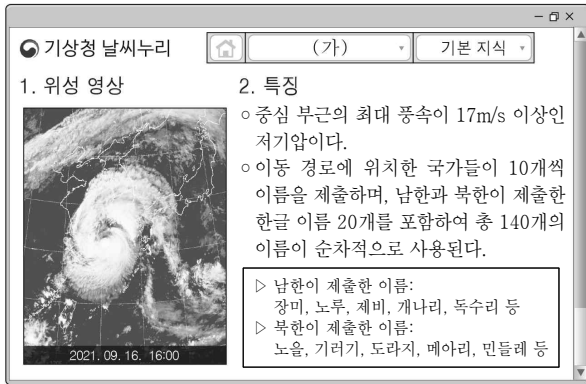 기상청 날씨누리
(가)
기본 지식
1. 위성 영상
2021. 09. 16. 16:00
2. 특징
○ 중심 부근의 최대 풍속이 17m/s 이상인
저기압이다.
○ 이동 경로에 위치한 국가들이 10개씩
이름을 제출하며, 남한과 북한이 제출한
한글 이름 20개를 포함하여 총 140개의
이름이 순차적으로 사용된다.
▷ 남한이 제출한 이름:
장미, 노루, 제비, 개나리, 독수리 등
▷ 북한이 제출한 이름:
노을, 기러기, 도라지, 메아리, 민들레 등